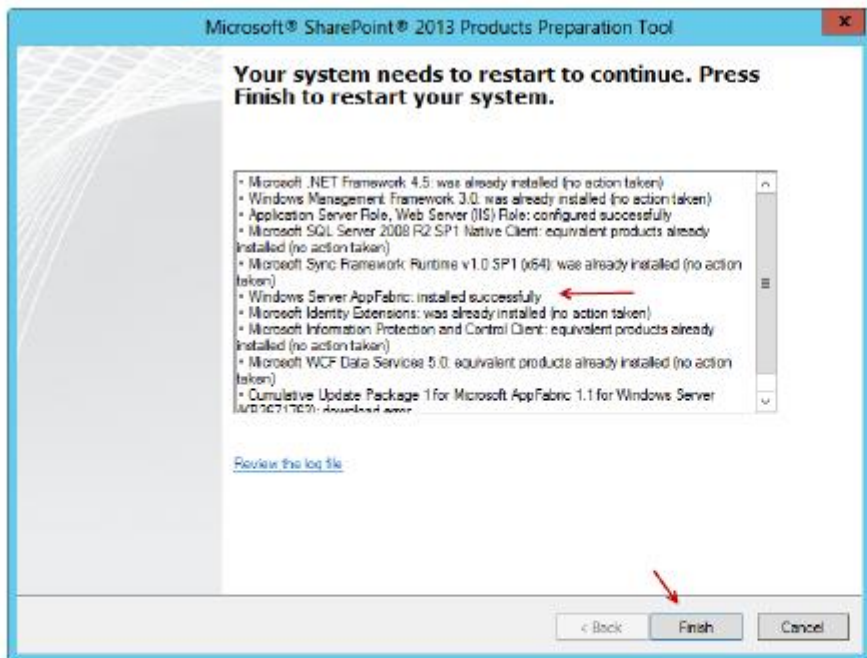 Microsoft® SharePoint® 2013 Products Preparation Tool
x
Your system needs to restart to continue. Press
Finish to restart your system.
• Microsoft .NET Framework 4.5: was already installed (no action taken)
• Windows Management Framework 3.0: was already installed (no action taken)
• Application Server Role, Web Server (IIS) Role: configured successfully
• Microsoft SQL Server 2008 R2 SP1 Native Client: equivalent products already
installed (no action taken)
• Microsoft Sync Framework Runtime v1.0 SP1 (x64): was already installed (no action
taken)
• Windows Server AppFabric: installed successfully
• Microsoft Identity Extensions: was already installed (no action taken)
• Microsoft Information Protection and Control Client: equivalent products already
installed (no action taken)
• Microsoft WCF Data Services 5.0: equivalent products already installed (no action
taken)
• Cumulative Update Package 1 for Microsoft AppFabric 1.1 for Windows Server
(KB2671763): download error
Review the log file
< Back
Finish
Cancel